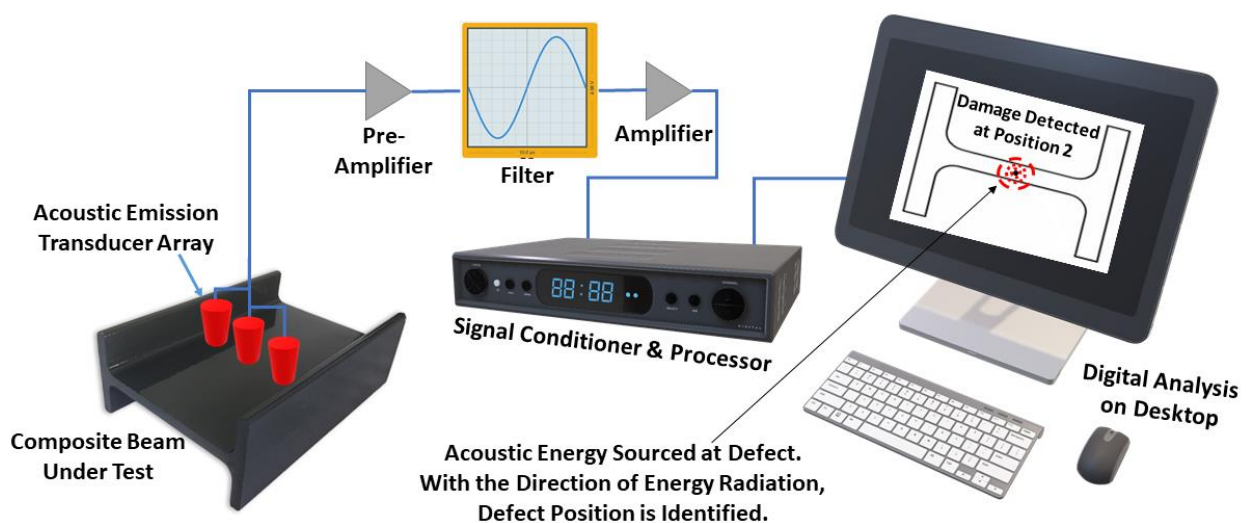 Pre-
Amplifier
Filter
Amplifier
Damage Detected
at Position 2
Acoustic Emission
Transducer Array
88:88
Signal Conditioner & Processor
Composite Beam
Under Test
Digital Analysis
on Desktop
Acoustic Energy Sourced at Defect.
With the Direction of Energy Radiation,
Defect Position is Identified.